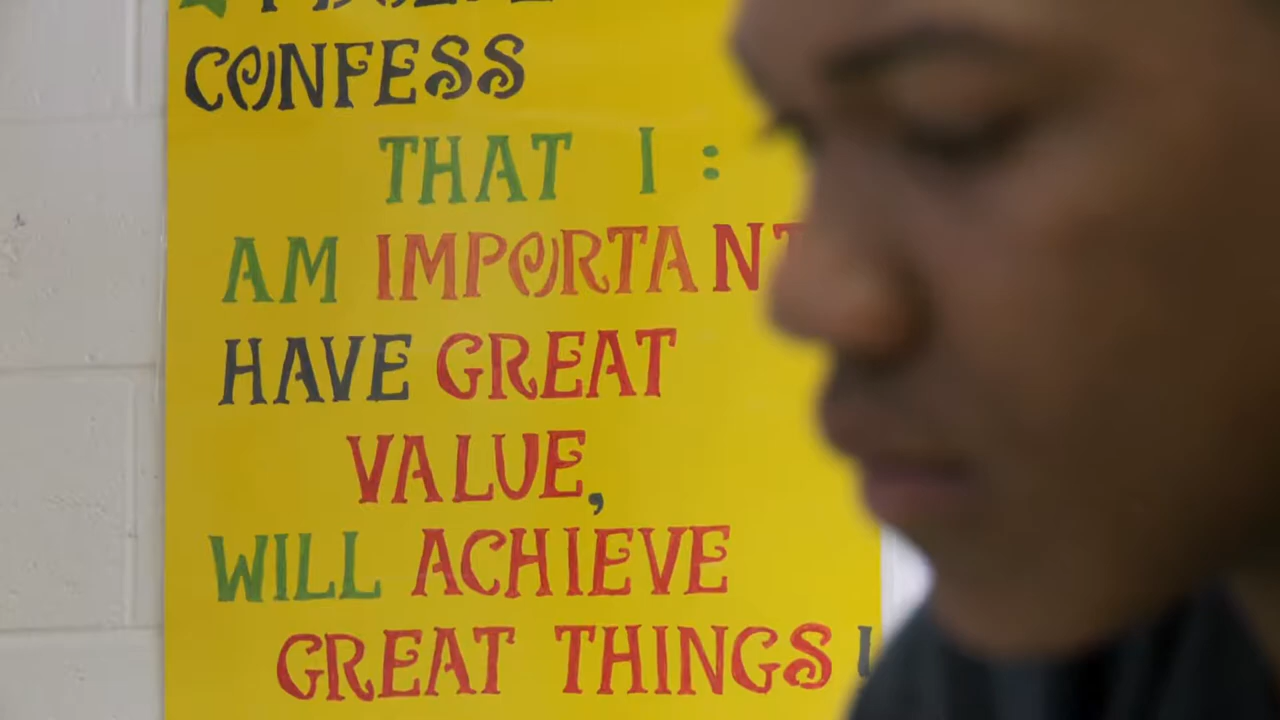 CONFESS
THAT I :
AM IMPORTANT
HAVE GREAT
VALUE,
WILL ACHIEVE
GREAT THINGS